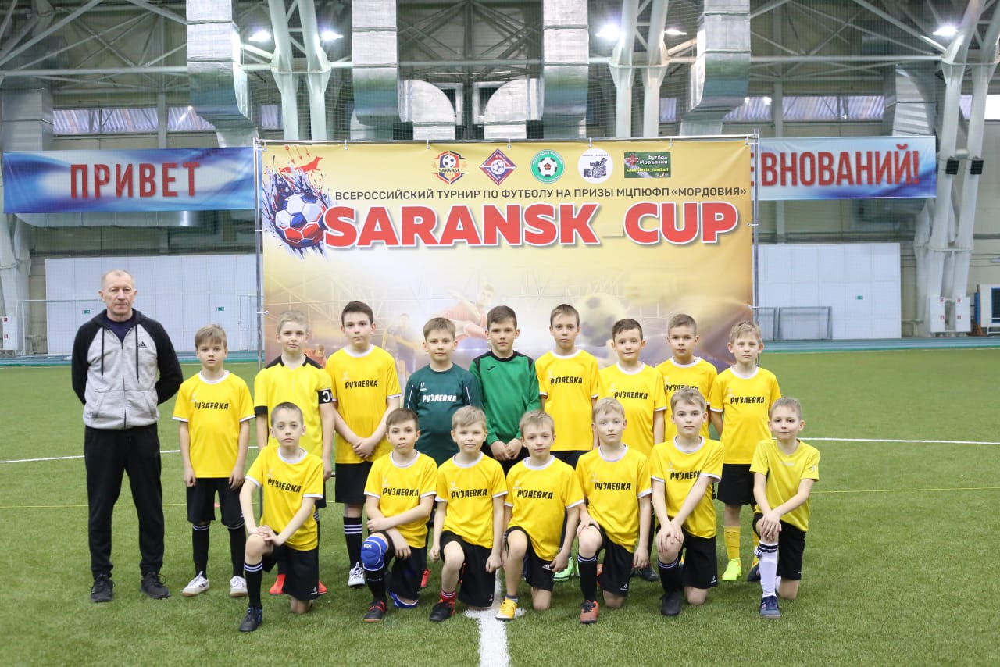 ПРИВЕТ
ЕВНОВАНИЙ!
SARANSK
Футбол
Мордовии
ВСЕРОССИЙСКИЙ ТУРНИР ПО ФУТБОЛУ НА ПРИЗЫ МЦПЮФП «МОРДОВИЯ»
SARANSK CUP
РУЗАЕВКА
РУЗАЕВКА
РУЗАЕВКА
РУЗАЕВКА
РУЗАЕВКА
РУЗАЕВКА
РУЗАЕВКА
РУЗАЕВКА
РУЗАЕВКА
РУЗАЕВКА
РУЗАЕВКА
РУЗАЕВКА
РУЗАЕВКА